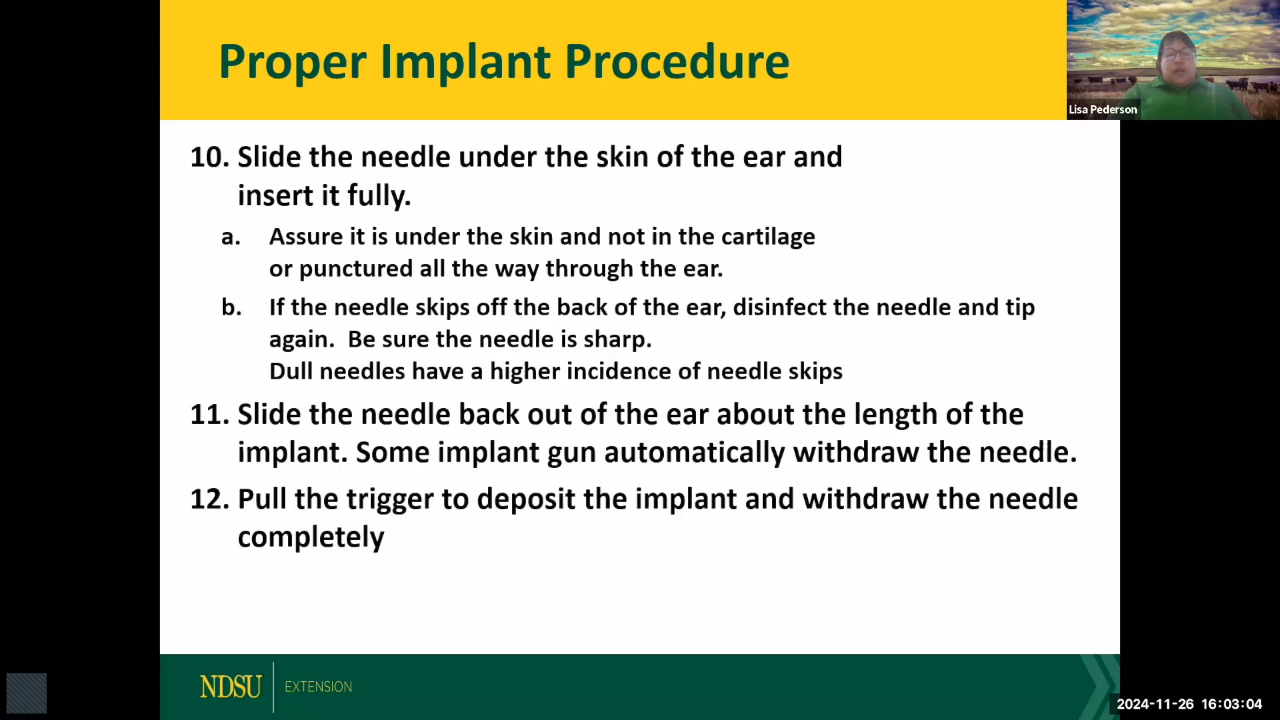 Proper Implant Procedure
Lisa Pederson
10. Slide the needle under the skin of the ear and
insert it fully.
a. Assure it is under the skin and not in the cartilage
or punctured all the way through the ear.
b. If the needle skips off the back of the ear, disinfect the needle and tip
again. Be sure the needle is sharp.
Dull needles have a higher incidence of needle skips
11. Slide the needle back out of the ear about the length of the
implant. Some implant gun automatically withdraw the needle.
12. Pull the trigger to deposit the implant and withdraw the needle
completely
NDSU EXTENSION
2024-11-26 16:03:04